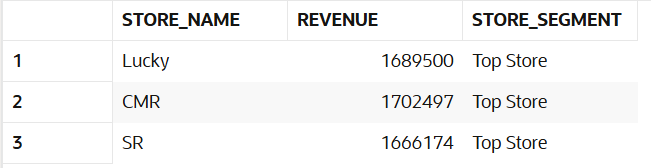 STORE_NAME REVENUE STORE_SEGMENT
1 Lucky 1689500 Top Store
2 CMR 1702497 Top Store
3 SR 1666174 Top Store